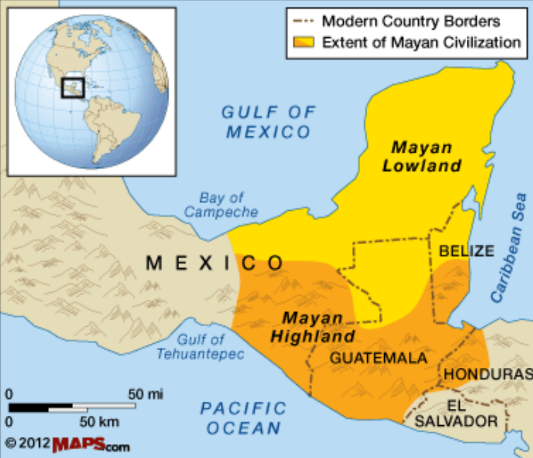 Modern Country Borders
Extent of Mayan Civilization
GULF OF
MEXICO
Mayan
Lowland
Bay of
Campeche
Caribbean Sea
BELIZE
MEXICO
Mayan
Highland
Gulf of
Tehuantepec
GUATEMALA
HONDURAS
EL
SALVADOR
PACIFIC
OCEAN
0 50 mi
0 50 km
© 2012 MAPS.com